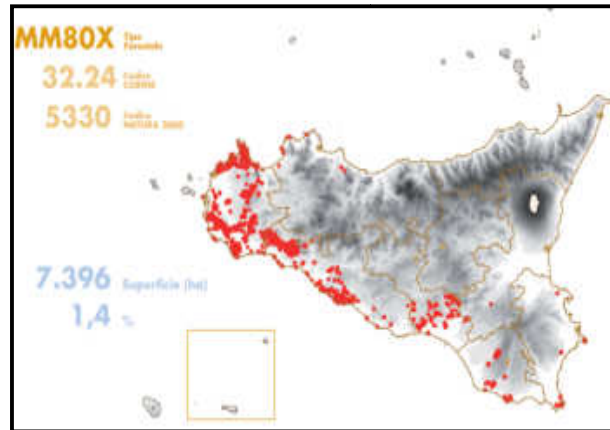 MM80X Tipo Forestale
32.24 Codice CORINE
5330 Codice NATURA 2000
7.396 Superficie (ha)
1,4 %